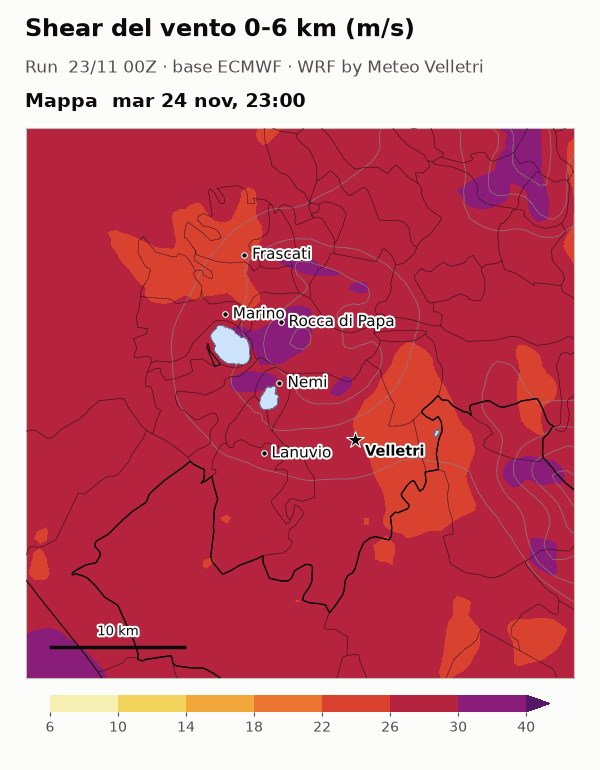 Shear del vento 0-6 km (m/s)
Run  23/11 00Z · base ECMWF · WRF by Meteo Velletri
Mappa  mar 24 nov, 23:00
Frascati
Marino
Rocca di Papa
Nemi
Velletri
Lanuvio
10 km
6 10 14 18 22 26 30 40